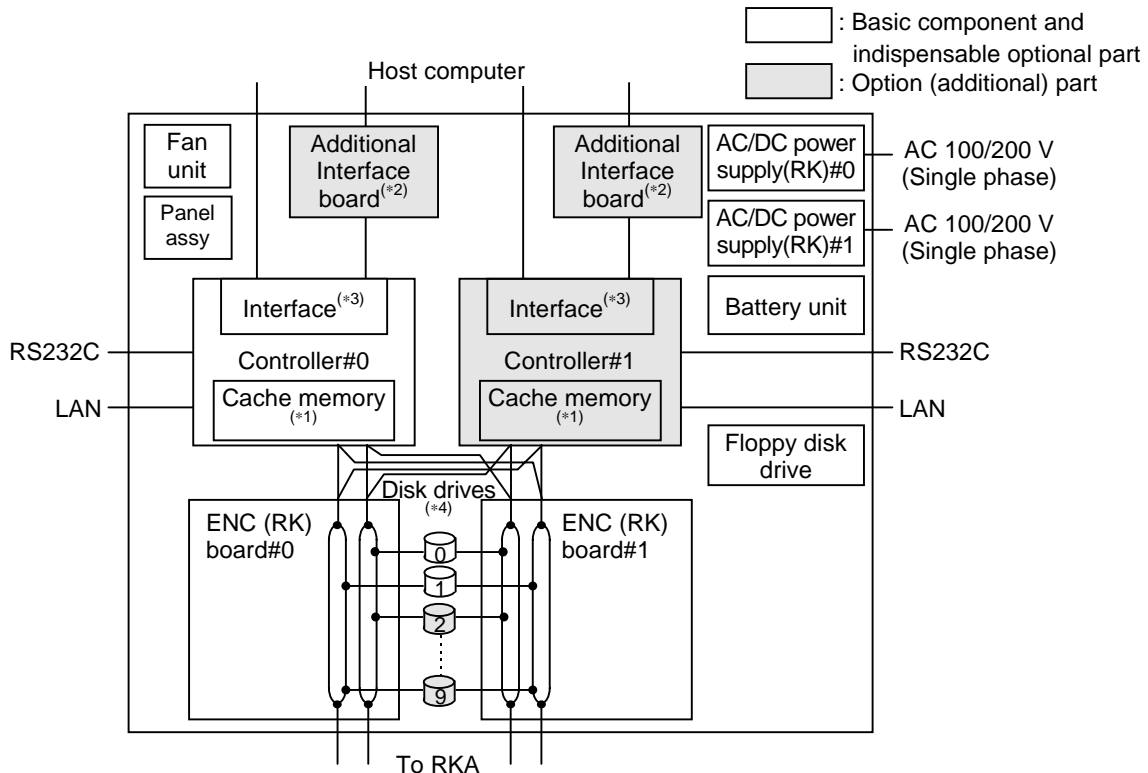 : Basic component and
indispensable optional part
: Option (additional) part
Host computer
Fan
unit
Additional
Interface
board(*2)
Additional
Interface
board(*2)
AC/DC power
supply(RK)#0
AC 100/200 V
(Single phase)
Panel
assy
AC/DC power
supply(RK)#1
AC 100/200 V
(Single phase)
Interface(*3)
Interface(*3)
Battery unit
RS232C
Controller#0
Controller#1
RS232C
LAN
Cache memory
(*1)
Cache memory
(*1)
LAN
Floppy disk
drive
Disk drives
(*4)
ENC (RK)
board#0
ENC (RK)
board#1
0
1
2
9
To RKA